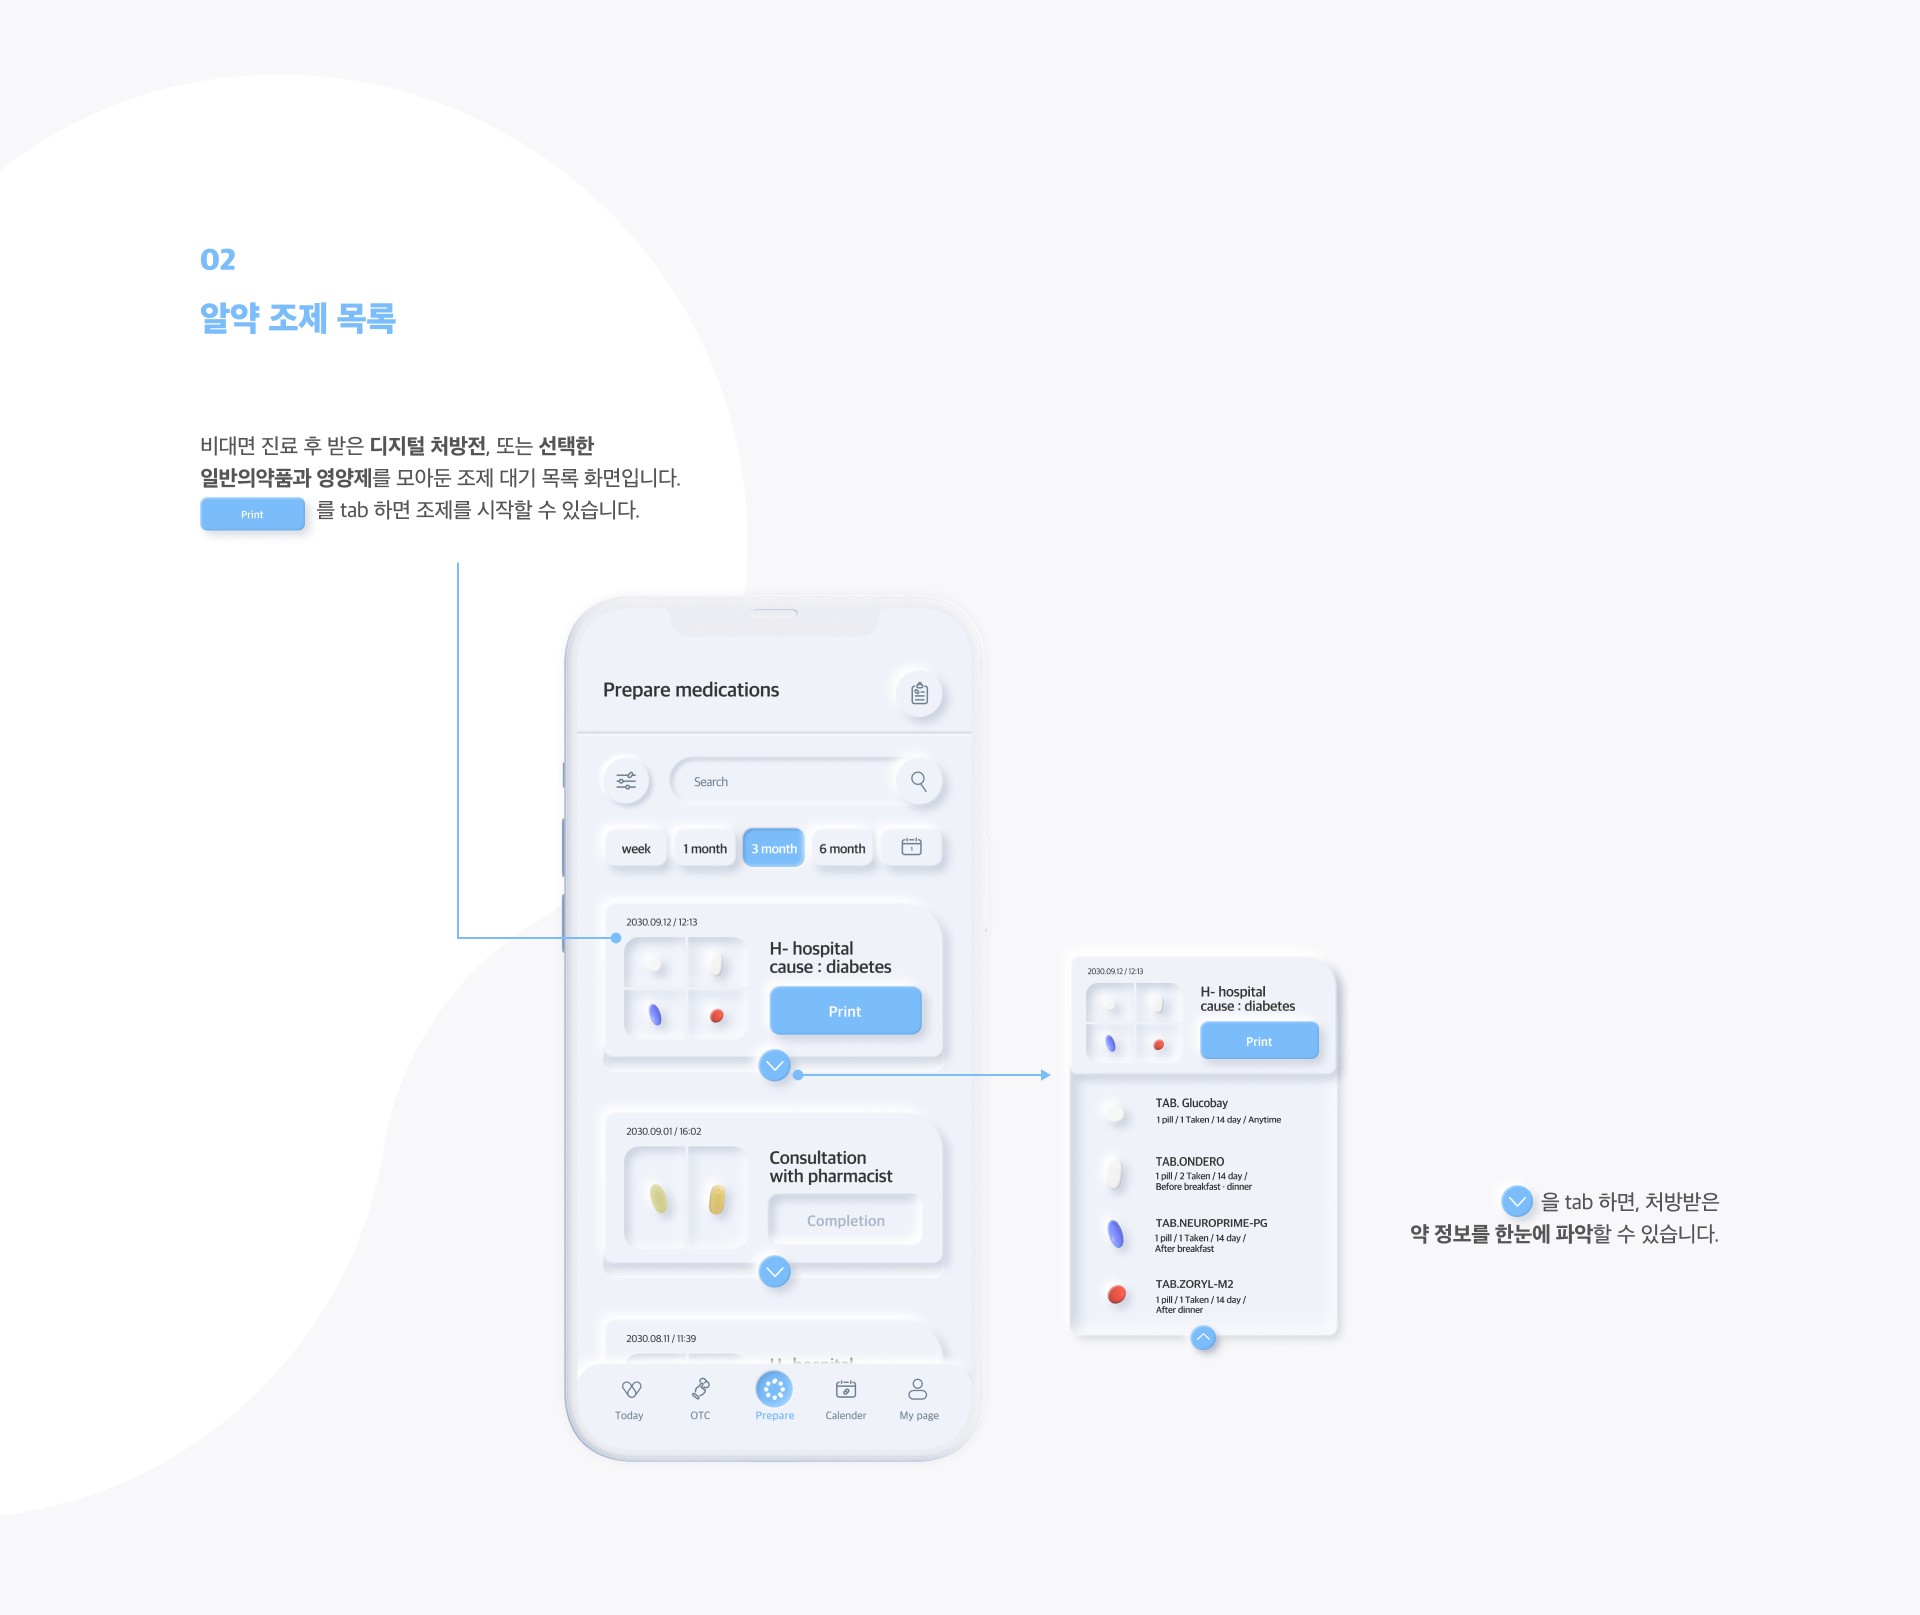 02
알약 조제 목록
비대면 진료 후 받은 디지털 처방전, 또는 선택한
일반의약품과 영양제를 모아둔 조제 대기 목록 화면입니다.
Print 를 tab 하면 조제를 시작할 수 있습니다.
Prepare medications
Search
week
1 month
3 month
6 month
2030.09.12 / 12:13
H- hospital
cause : diabetes
Print
2030.09.01 / 16:02
Consultation
with pharmacist
Completion
2030.08.11 / 11:39
H- hospital
Today
OTC
Prepare
Calender
My page
2030.09.12 / 12:13
H- hospital
cause : diabetes
Print
TAB. Glucobay
1 pill / 1 Taken / 14 day / Anytime
TAB.ONDERO
1 pill / 2 Taken / 14 day /
Before breakfast · dinner
TAB.NEUROPRIME-PG
1 pill / 1 Taken / 14 day /
After breakfast
TAB.ZORYL-M2
1 pill / 1 Taken / 14 day /
After dinner
을 tab 하면, 처방받은
약 정보를 한눈에 파악할 수 있습니다.